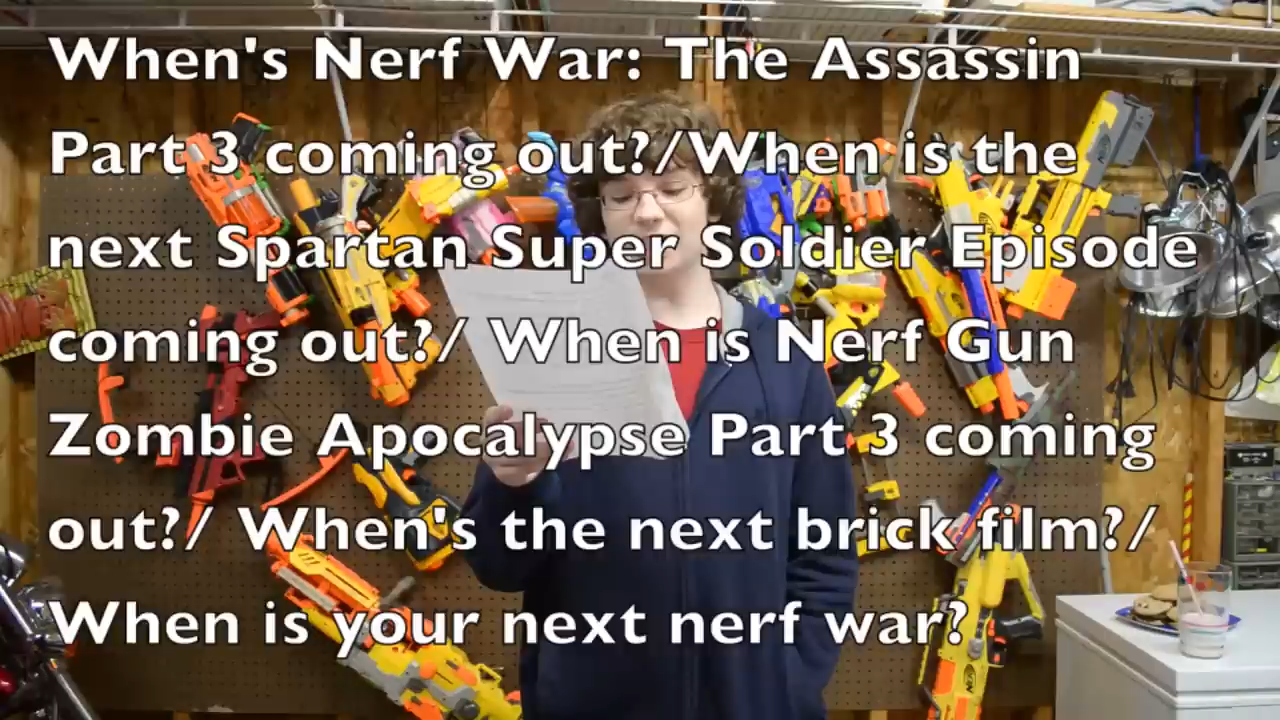 When's Nerf War: The Assassin
Part 3 coming out?/When is the
next Spartan Super Soldier Episode
coming out?/ When is Nerf Gun
Zombie Apocalypse Part 3 coming
out?/ When's the next brick film?/
When is your next nerf war?